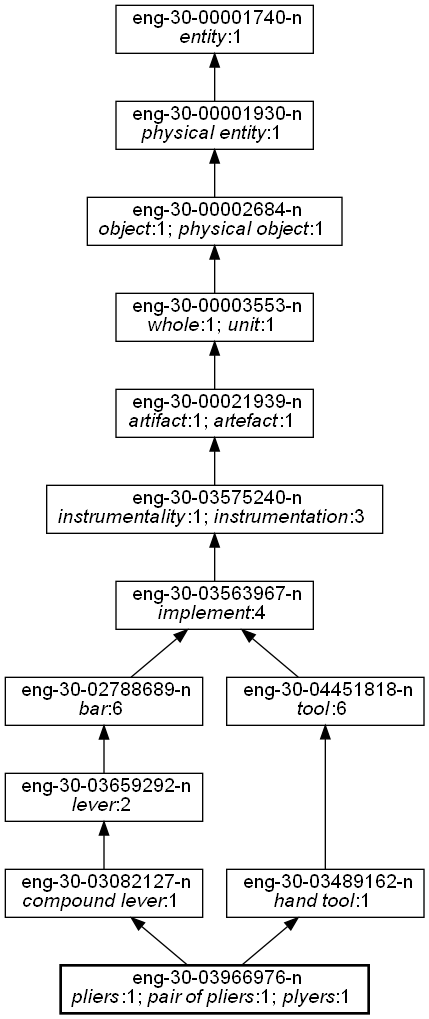 eng-30-00001740-n
entity:1
eng-30-00001930-n
physical entity:1
eng-30-00002684-n
object:1; physical object:1
eng-30-00003553-n
whole:1; unit:1
eng-30-00021939-n
artifact:1; artefact:1
eng-30-03575240-n
instrumentality:1; instrumentation:3
eng-30-03563967-n
implement:4
eng-30-02788689-n
bar:6
eng-30-04451818-n
tool:6
eng-30-03659292-n
lever:2
eng-30-03082127-n
compound lever:1
eng-30-03489162-n
hand tool:1
eng-30-03966976-n
pliers:1; pair of pliers:1; plyers:1